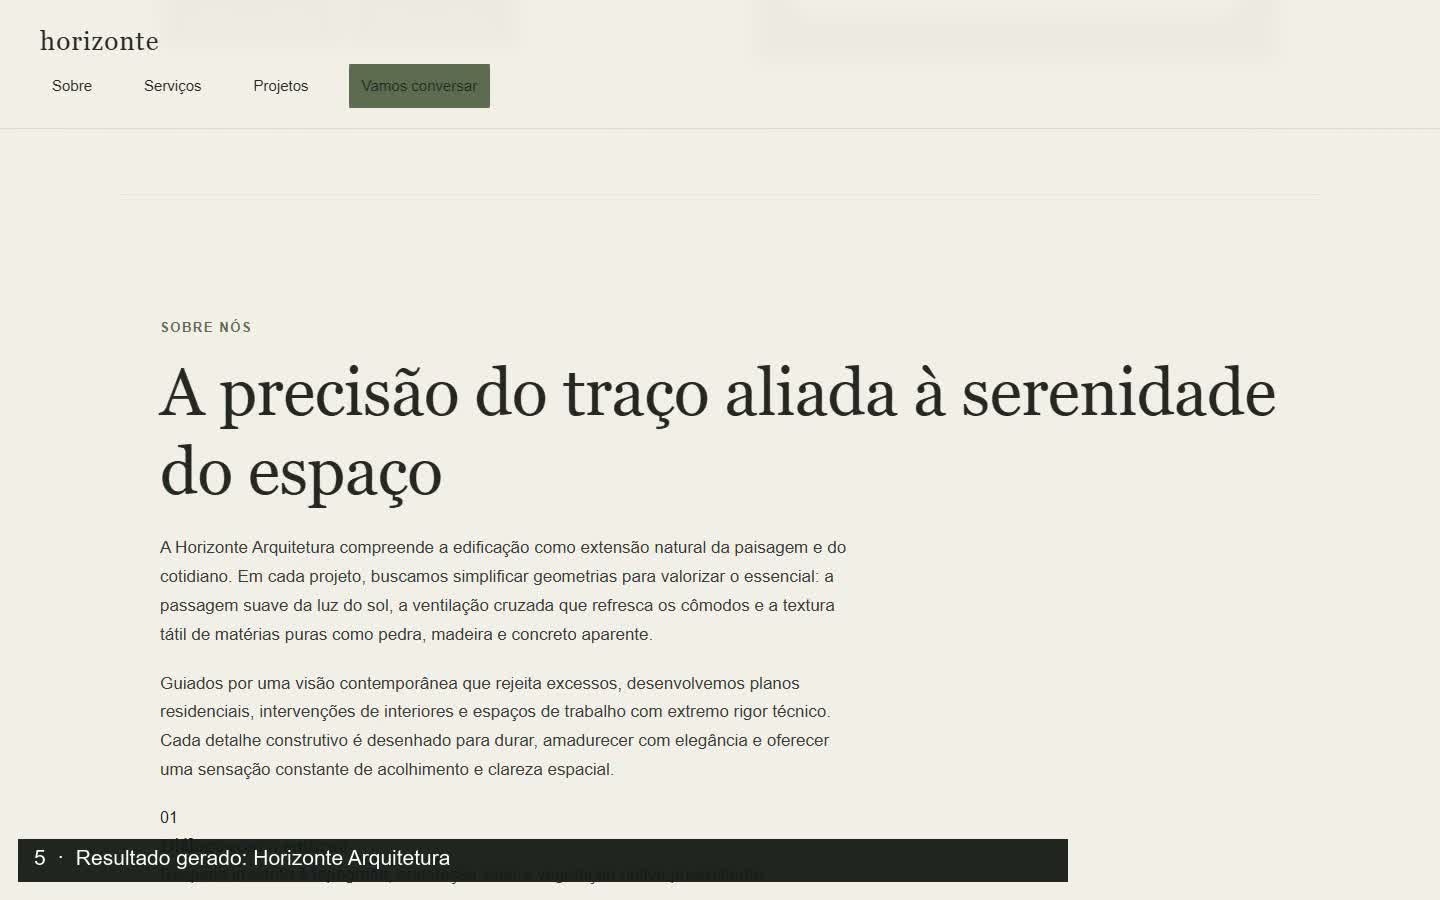 horizonte
Sobre
Serviços
Projetos
Vamos conversar
SOBRE NÓS
A precisão do traço aliada à serenidade
do espaço
A Horizonte Arquitetura compreende a edificação como extensão natural da paisagem e do
cotidiano. Em cada projeto, buscamos simplificar geometrias para valorizar o essencial: a
passagem suave da luz do sol, a ventilação cruzada que refresca os cômodos e a textura
tátil de matérias puras como pedra, madeira e concreto aparente.
Guiados por uma visão contemporânea que rejeita excessos, desenvolvemos planos
residenciais, intervenções de interiores e espaços de trabalho com extremo rigor técnico.
Cada detalhe construtivo é desenhado para durar, amadurecer com elegância e oferecer
uma sensação constante de acolhimento e clareza espacial.
01
5 · Resultado gerado: Horizonte Arquitetura